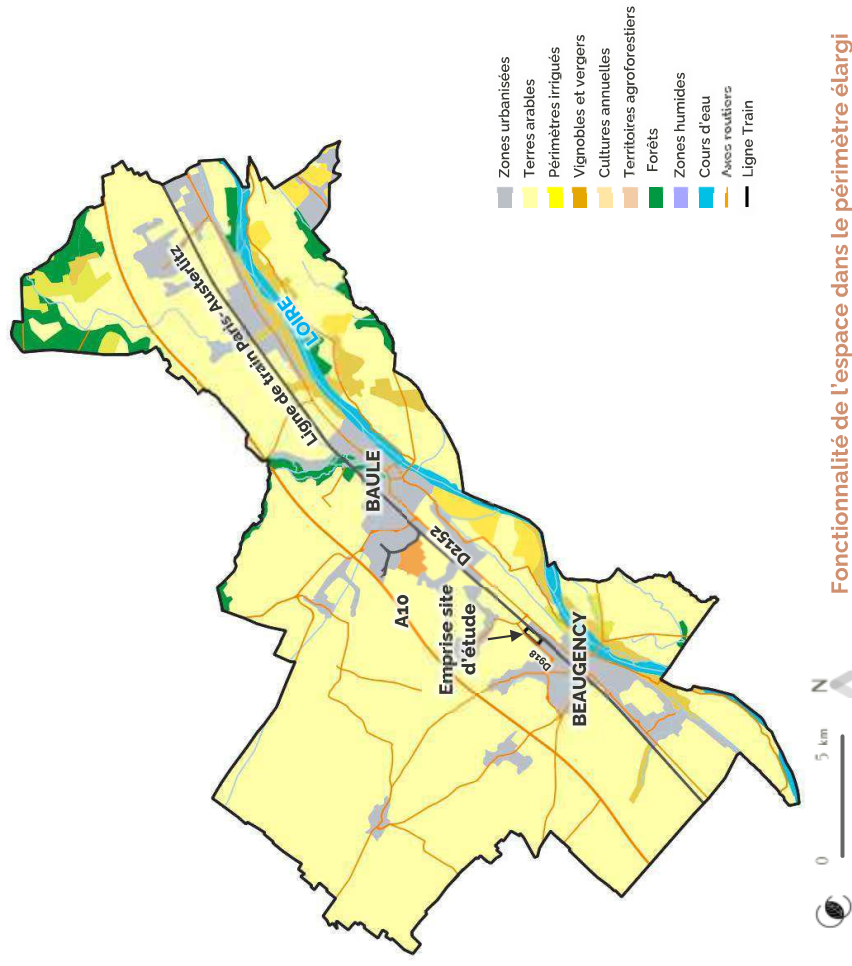 Ligne de train Paris-Austerlitz
LOIRE
BAULE
D2152
A10
Emprise site
d'étude
D918
BEAUGENCY
Zones urbanisées
Terres arables
Périmètres irrigués
Vignobles et vergers
Cultures annuelles
Territoires agroforestiers
Forêts
Zones humides
Cours d'eau
Axes routiers
Ligne Train
0 5 km
N
Fonctionnalité de l'espace dans le périmètre élargi